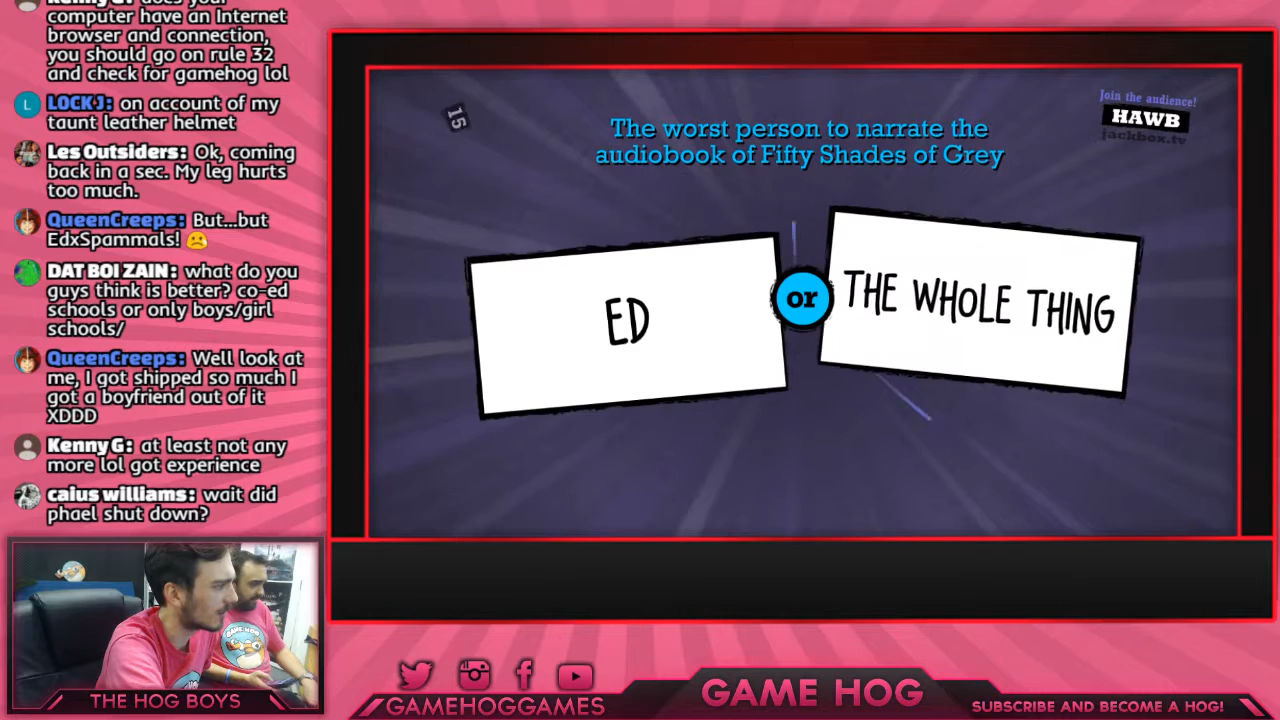 Kenny G: does your
computer have an Internet
browser and connection,
you should go on rule 32
and check for gamehog lol
L LOCK J: on account of my
taunt leather helmet
Les Outsiders: Ok, coming
back in a sec. My leg hurts
too much.
QueenCreeps: But...but
EdxSpammals! ☹️
DAT BOI ZAIN: what do you
guys think is better? co-ed
schools or only boys/girl
schools/
QueenCreeps: Well look at
me, I got shipped so much I
got a boyfriend out of it
XDDD
Kenny G: at least not any
more lol got experience
caius williams: wait did
phael shut down?
15
Join the audience!
HAWB
jackbox.tv
The worst person to narrate the
audiobook of Fifty Shades of Grey
ED
or
THE WHOLE THING
GAME HOG
THE HOG BOYS
GAMEHOGGAMES
GAME HOG
SUBSCRIBE AND BECOME A HOG!